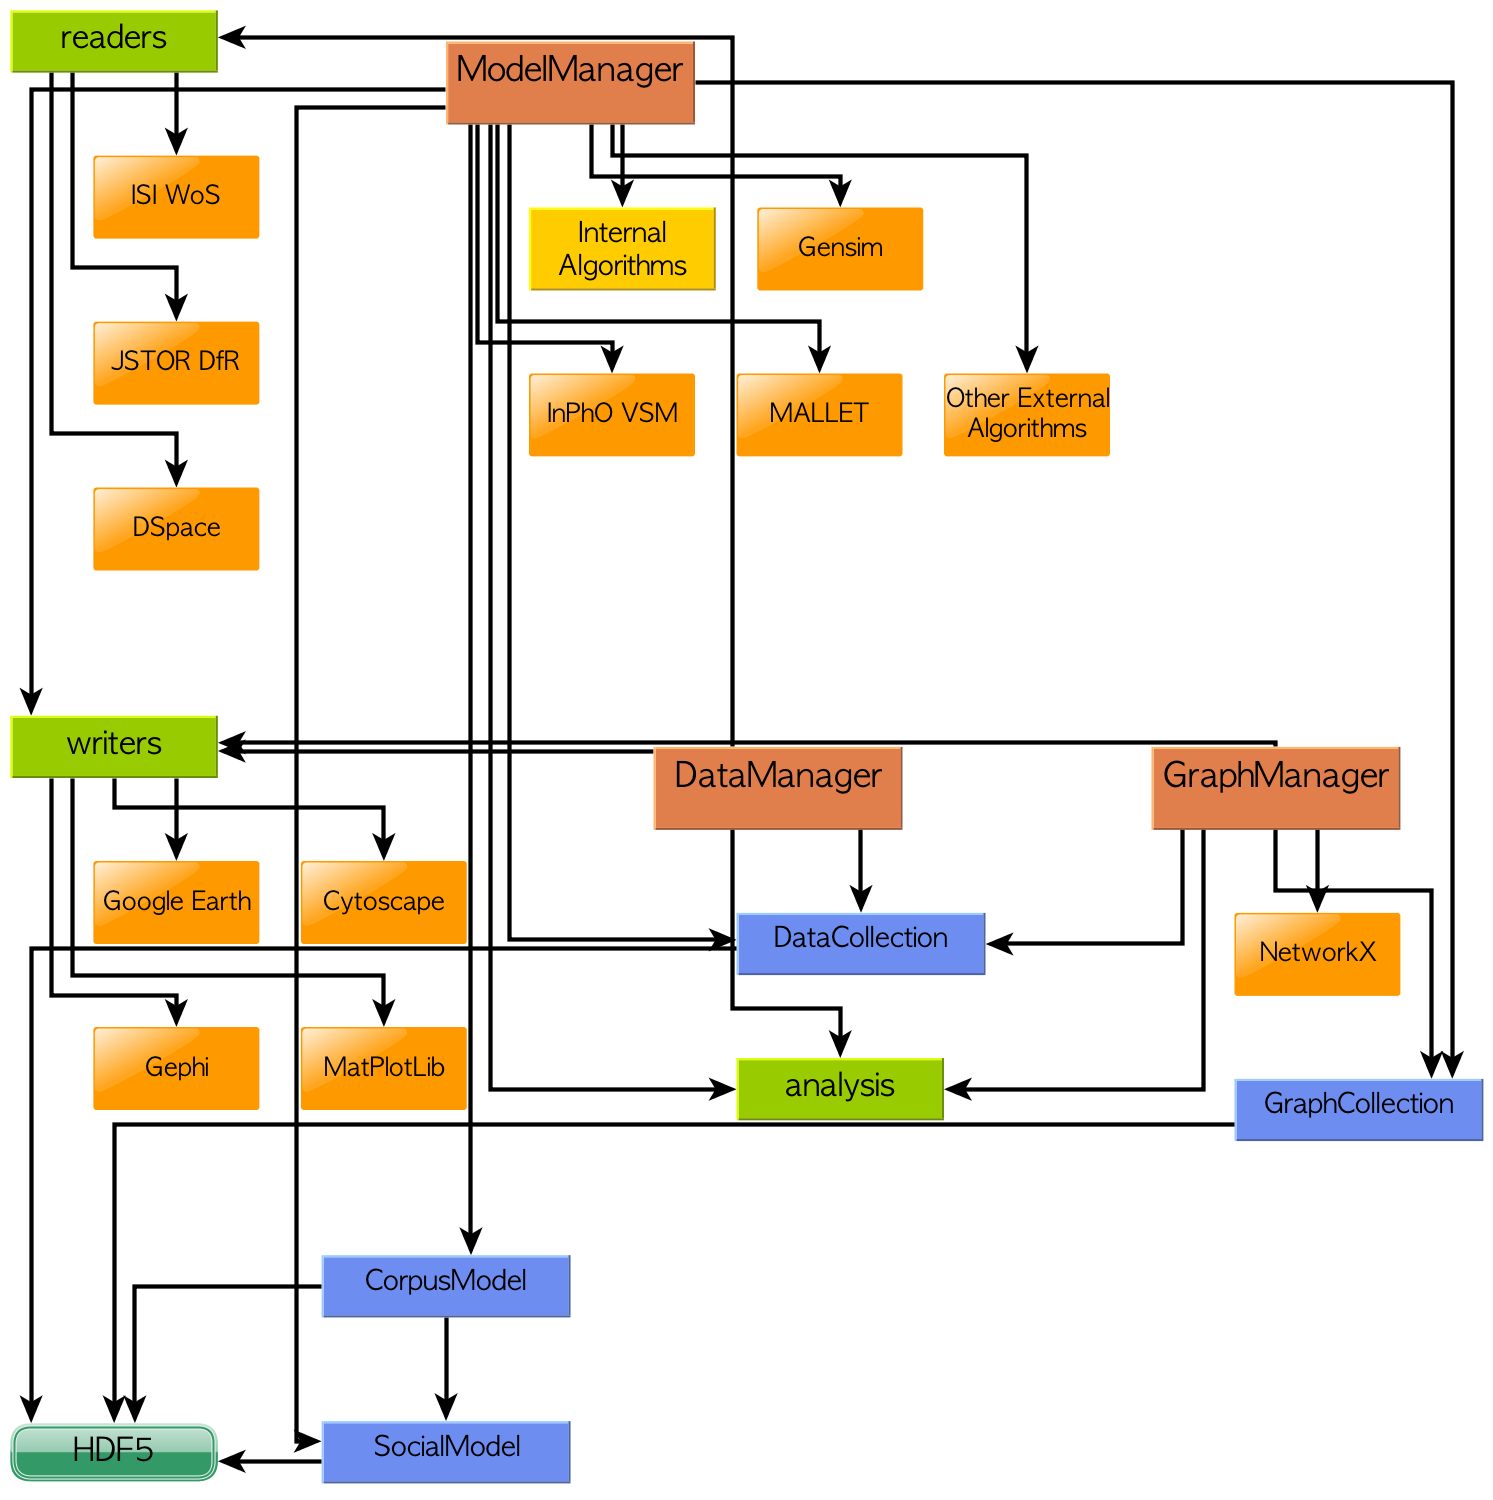 readers
ModelManager
ISI WoS
Internal
Algorithms
Gensim
JSTOR DfR
InPhO VSM
MALLET
Other External
Algorithms
DSpace
writers
DataManager
GraphManager
Google Earth
Cytoscape
DataCollection
NetworkX
Gephi
MatPlotLib
analysis
GraphCollection
CorpusModel
HDF5
SocialModel